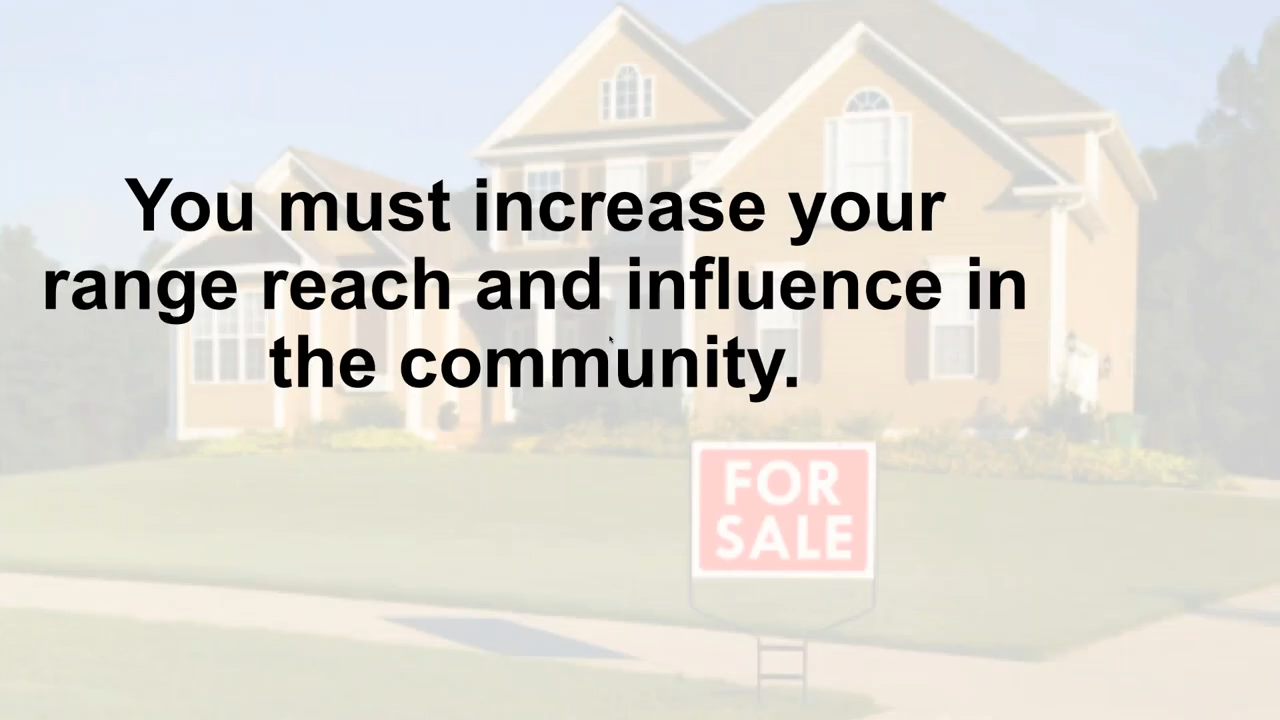 You must increase your
range reach and influence in
the community.
FOR
SALE